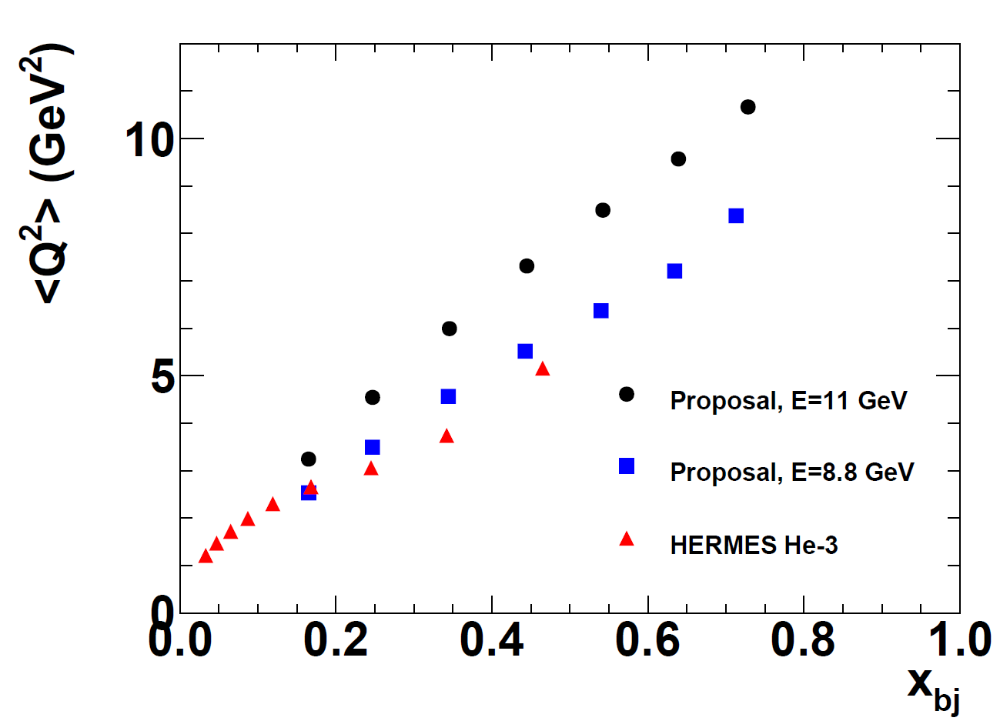 <Q2> (GeV2)
10
5
0
0.0 0.2 0.4 0.6 0.8 1.0
xbj
Proposal, E=11 GeV
Proposal, E=8.8 GeV
HERMES He-3